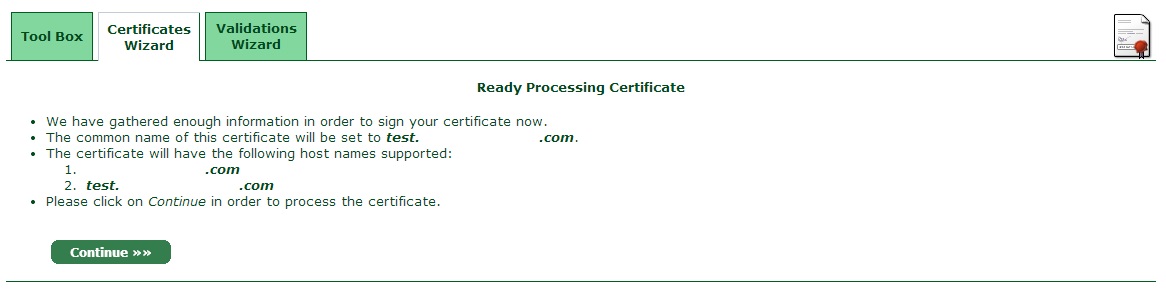 Tool Box
Certificates
Wizard
Validations
Wizard
Ready Processing Certificate
• We have gathered enough information in order to sign your certificate now.
• The common name of this certificate will be set to test. .com.
• The certificate will have the following host names supported:
1. .com
2. test. .com
• Please click on Continue in order to process the certificate.
Continue »»